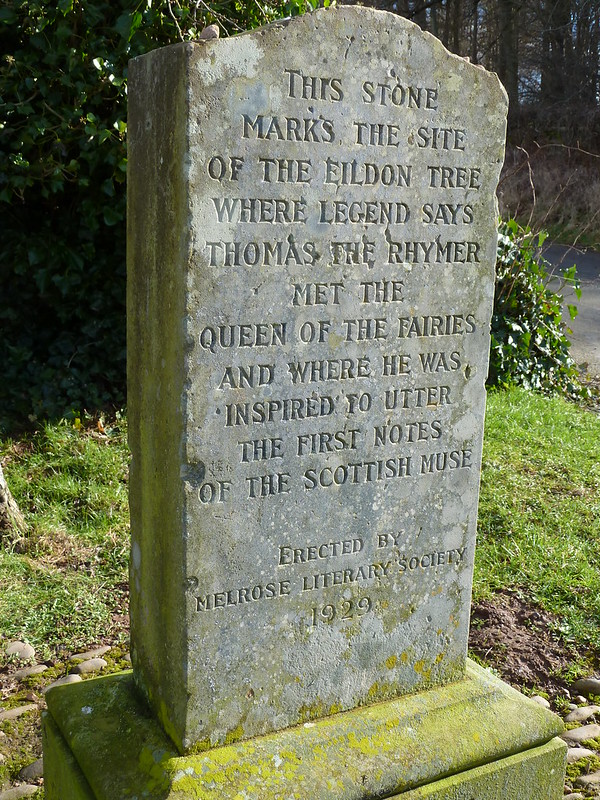 THIS STONE
MARKS THE SITE
OF THE EILDON TREE
WHERE LEGEND SAYS
THOMAS THE RHYMER
MET THE
QUEEN OF THE FAIRIES
AND WHERE HE WAS
INSPIRED TO UTTER
THE FIRST NOTES
OF THE SCOTTISH MUSE
ERECTED BY
MELROSE LITERARY SOCIETY
1929